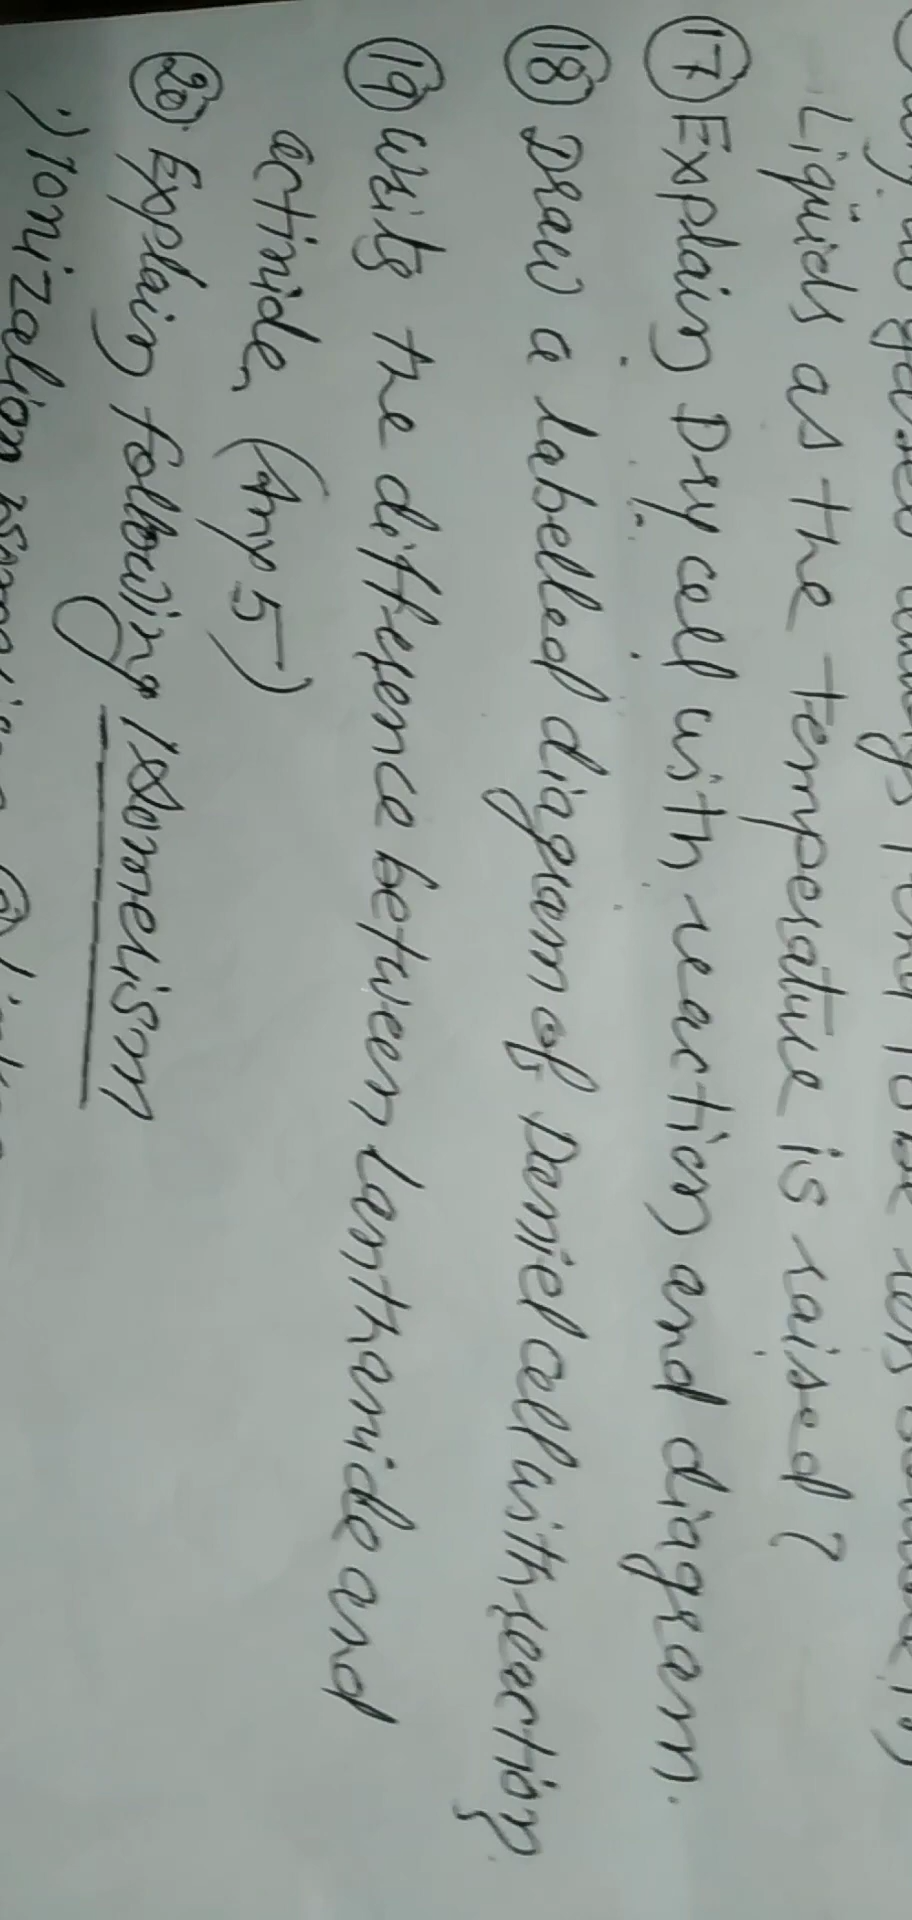 Liquids as the temperature is raised?
17 Explain Dry cell with reaction and diagram.
18 Draw a labelled diagram of Daniel cell with reaction
19 write the difference between Lanthanide and
actinide, (Any 5)
20 Explain following Isomerism
i) Ionization